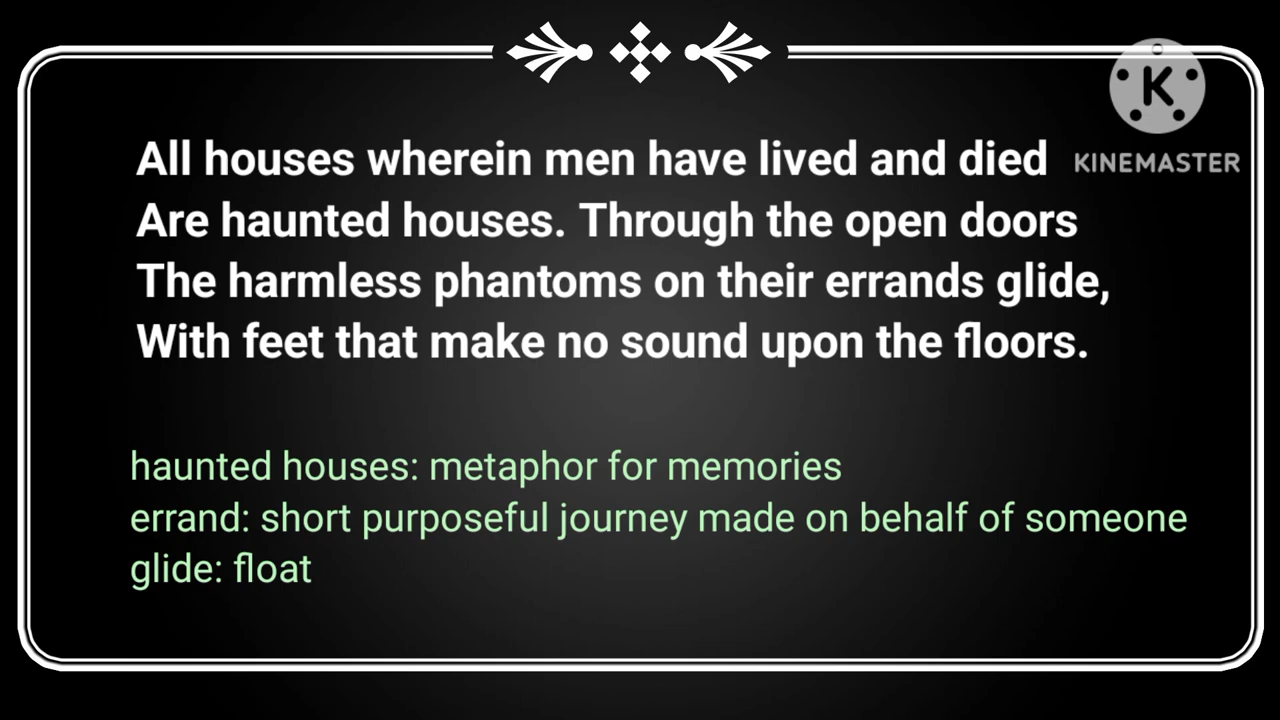 All houses wherein men have lived and died
Are haunted houses. Through the open doors
The harmless phantoms on their errands glide,
With feet that make no sound upon the floors.
haunted houses: metaphor for memories
errand: short purposeful journey made on behalf of someone
glide: float
K
KINEMASTER